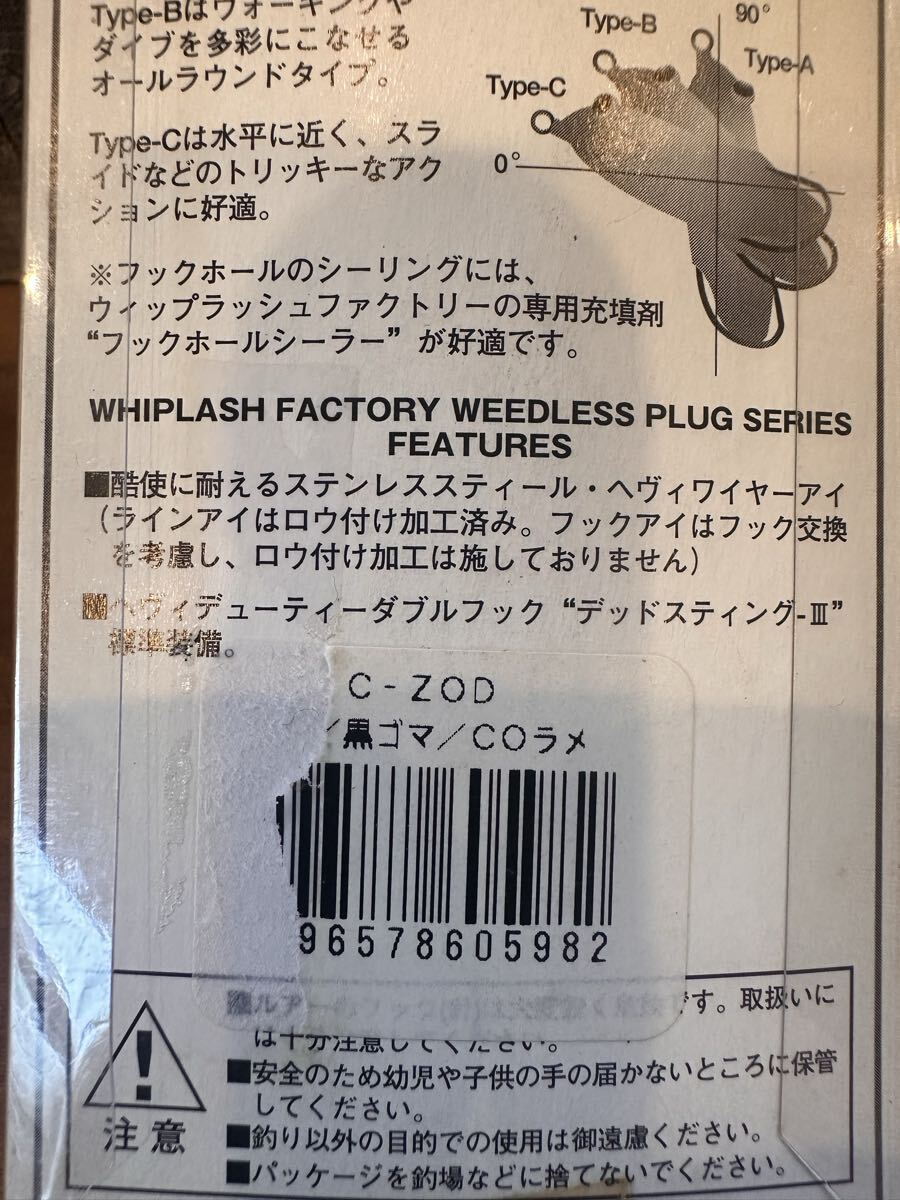 Type-Bはウォーキングや
ダイブを多彩にこなせる
オールラウンドタイプ。
Type-Cは水平に近く、スラ
イドなどのトリッキーなアク
ションに好適。
Type-B
90°
Type-A
Type-C
0°
※フックホールのシーリングには、
ウィップラッシュファクトリーの専用充填剤
“フックホールシーラー”が好適です。
WHIPLASH FACTORY WEEDLESS PLUG SERIES
FEATURES
■酷使に耐えるステンレススティール・ヘヴィワイヤーアイ
（ラインアイはロウ付け加工済み。フックアイはフック交換
を考慮し、ロウ付け加工は施しておりません）
■ヘヴィデューティーダブルフック“デッドスティング-Ⅲ”
標準装備。
C-ZOD
／黒ゴマ／COラメ
96578605982
です。取扱いに
は十分注意してください。
■安全のため幼児や子供の手の届かないところに保管
してください。
■釣り以外の目的での使用は御遠慮ください。
■パッケージを釣場などに捨てないでください。
注意